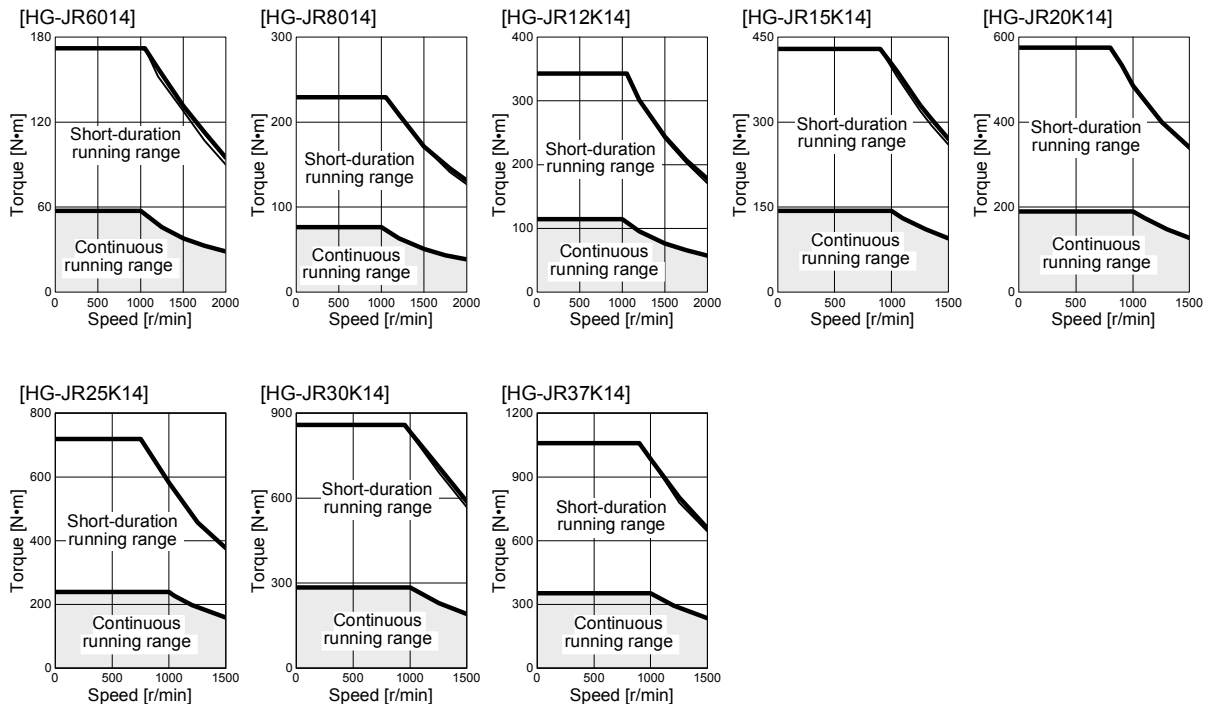 [HG-JR6014]
180
120
60
0
Torque [N•m]
Short-duration
running range
Continuous
running range
0 500 1000 1500 2000
Speed [r/min]
[HG-JR8014]
300
200
100
0
Torque [N•m]
Short-duration
running range
Continuous
running range
0 500 1000 1500 2000
Speed [r/min]
[HG-JR12K14]
400
300
200
100
0
Torque [N•m]
Short-duration
running range
Continuous
running range
0 500 1000 1500 2000
Speed [r/min]
[HG-JR15K14]
450
300
150
0
Torque [N•m]
Short-duration
running range
Continuous
running range
0 500 1000 1500
Speed [r/min]
[HG-JR20K14]
600
400
200
0
Torque [N•m]
Short-duration
running range
Continuous
running range
0 500 1000 1500
Speed [r/min]
[HG-JR25K14]
800
600
400
200
0
Torque [N•m]
Short-duration
running range
Continuous
running range
0 500 1000 1500
Speed [r/min]
[HG-JR30K14]
900
600
300
0
Torque [N•m]
Short-duration
running range
Continuous
running range
0 500 1000 1500
Speed [r/min]
[HG-JR37K14]
1200
900
600
300
0
Torque [N•m]
Short-duration
running range
Continuous
running range
0 500 1000 1500
Speed [r/min]